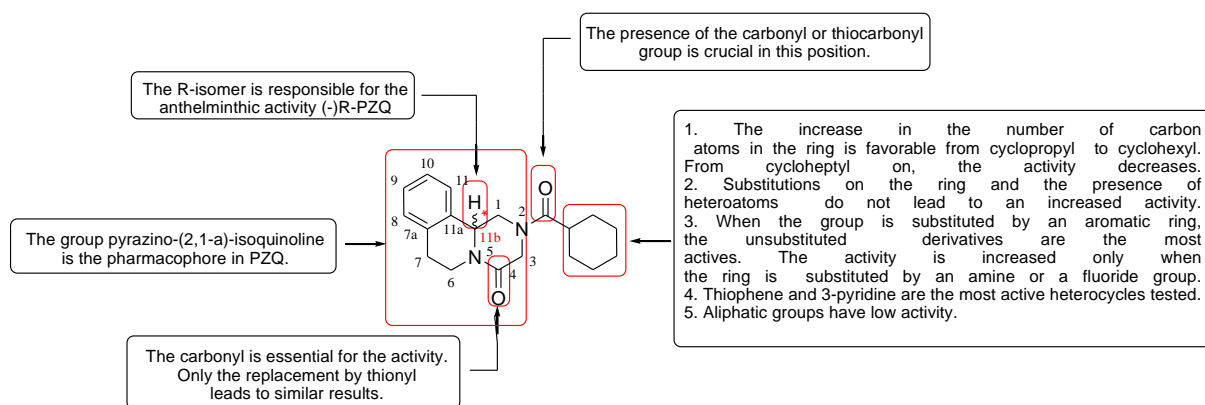 The presence of the carbonyl or thiocarbonyl
group is crucial in this position.
The R-isomer is responsible for the
anthelminthic activity (-)R-PZQ
1. The increase in the number of carbon
atoms in the ring is favorable from cyclopropyl to cyclohexyl.
From cycloheptyl on, the activity decreases.
2. Substitutions on the ring and the presence of
heteroatoms do not lead to an increased activity.
3. When the group is substituted by an aromatic ring,
the unsubstituted derivatives are the most
actives. The activity is increased only when
the ring is substituted by an amine or a fluoride group.
4. Thiophene and 3-pyridine are the most active heterocycles tested.
5. Aliphatic groups have low activity.
10
9
11
H
O
1
2
8
*
N
11a
11b
7a
The group pyrazino-(2,1-a)-isoquinoline
is the pharmacophore in PZQ.
5
N
7
4
3
6
O
The carbonyl is essential for the activity.
Only the replacement by thionyl
leads to similar results.